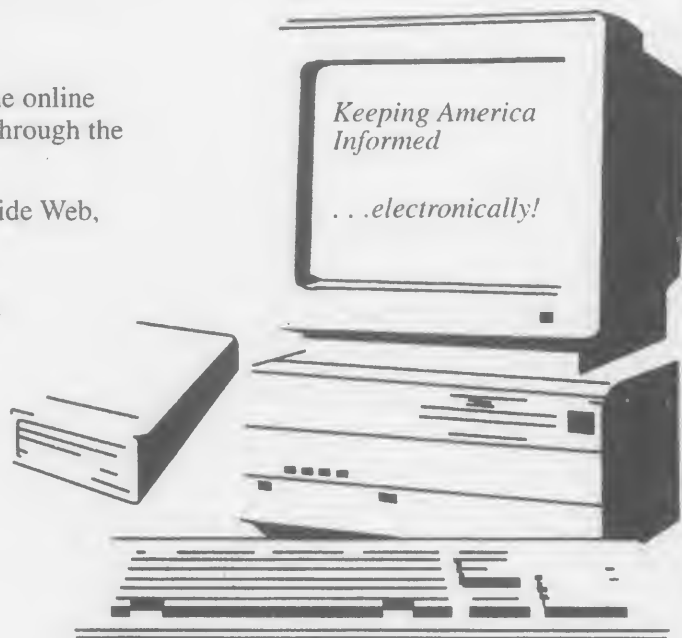 e online
hrough the
ide Web,
Keeping America
Informed
. . .electronically!